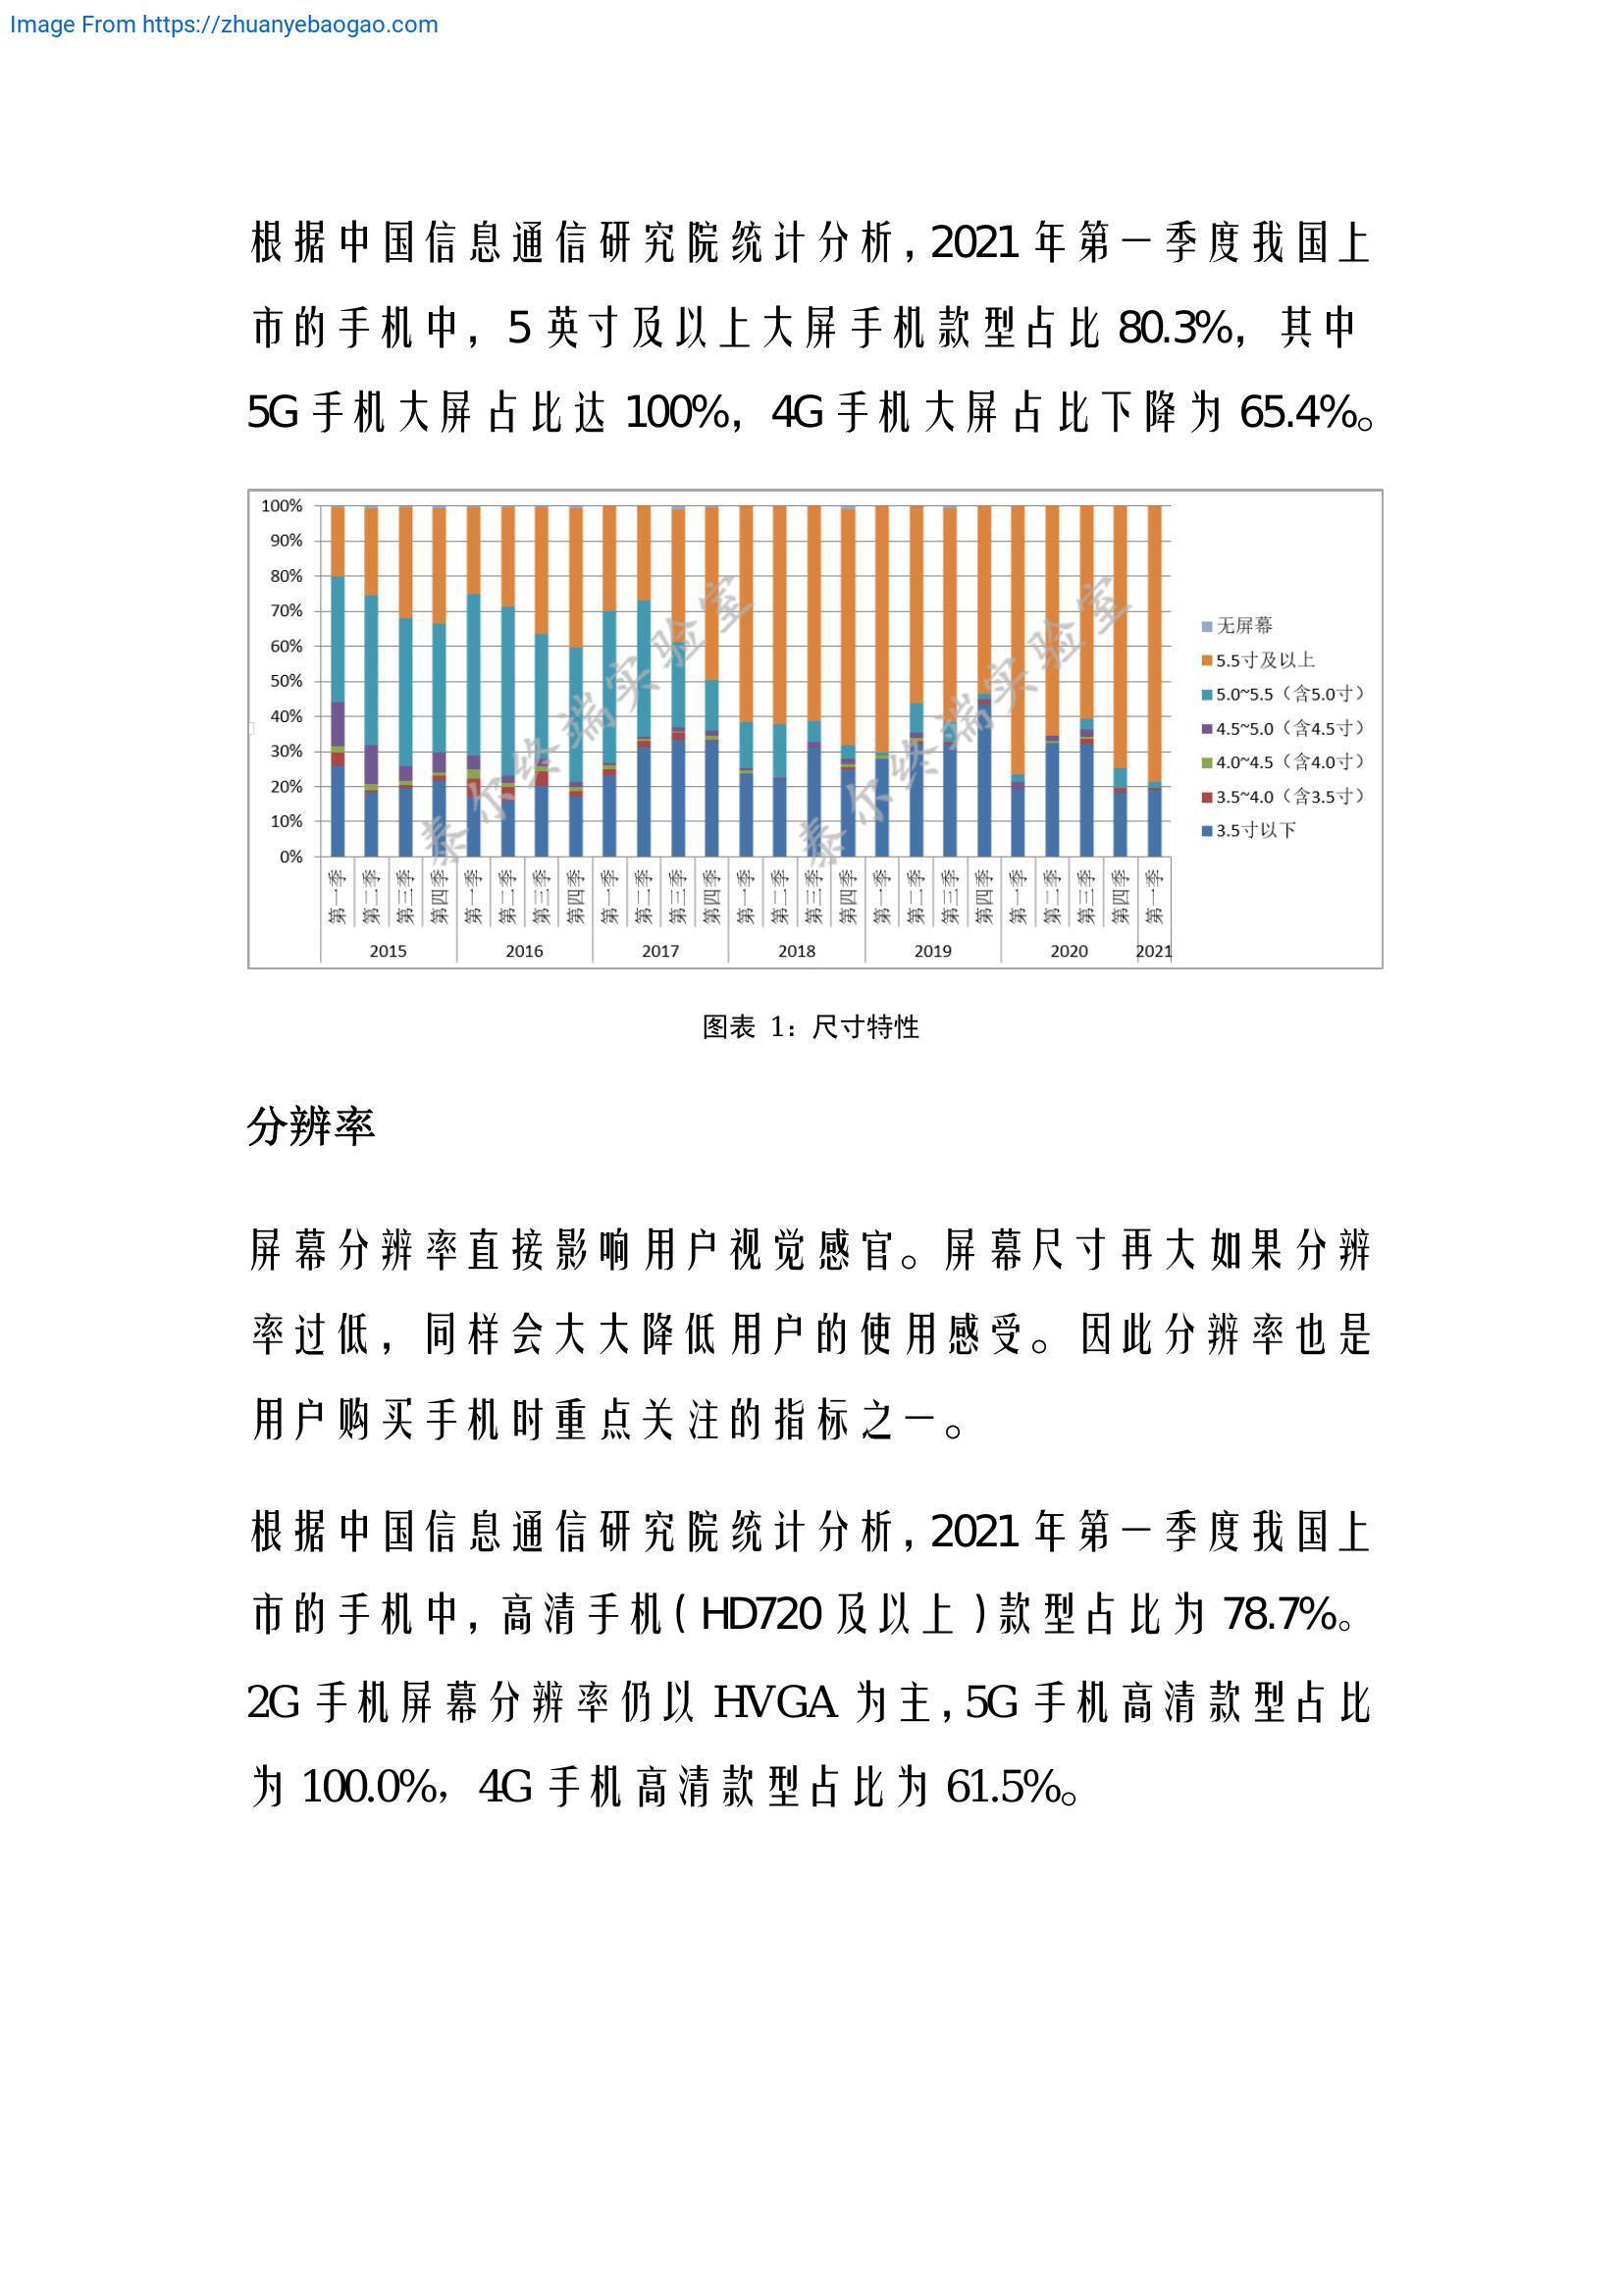 Image From https://zhuanyebaogao.com
根据中国信息通信研究院统计分析，2021年第一季度我国上
市的手机中，5英寸及以上大屏手机款型占比80.3%，其中
5G手机大屏占比达100%，4G手机大屏占比下降为65.4%。
100%
90%
80%
70%
60%
50%
40%
30%
20%
10%
0%
泰尔终端实验室
泰尔终端实验室
无屏幕
5.5寸及以上
5.0~5.5（含5.0寸）
4.5~5.0（含4.5寸）
4.0~4.5（含4.0寸）
3.5~4.0（含3.5寸）
3.5寸以下
第一季 第二季 第三季 第四季 第一季 第二季 第三季 第四季 第一季 第二季 第三季 第四季 第一季 第二季 第三季 第四季 第一季 第二季 第三季 第四季 第一季 第二季 第三季 第四季 第一季
2015 2016 2017 2018 2019 2020 2021
图表 1：尺寸特性
分辨率
屏幕分辨率直接影响用户视觉感官。屏幕尺寸再大如果分辨
率过低，同样会大大降低用户的使用感受。因此分辨率也是
用户购买手机时重点关注的指标之一。
根据中国信息通信研究院统计分析，2021年第一季度我国上
市的手机中，高清手机（HD720及以上）款型占比为78.7%。
2G手机屏幕分辨率仍以HVGA为主，5G手机高清款型占比
为100.0%，4G手机高清款型占比为61.5%。